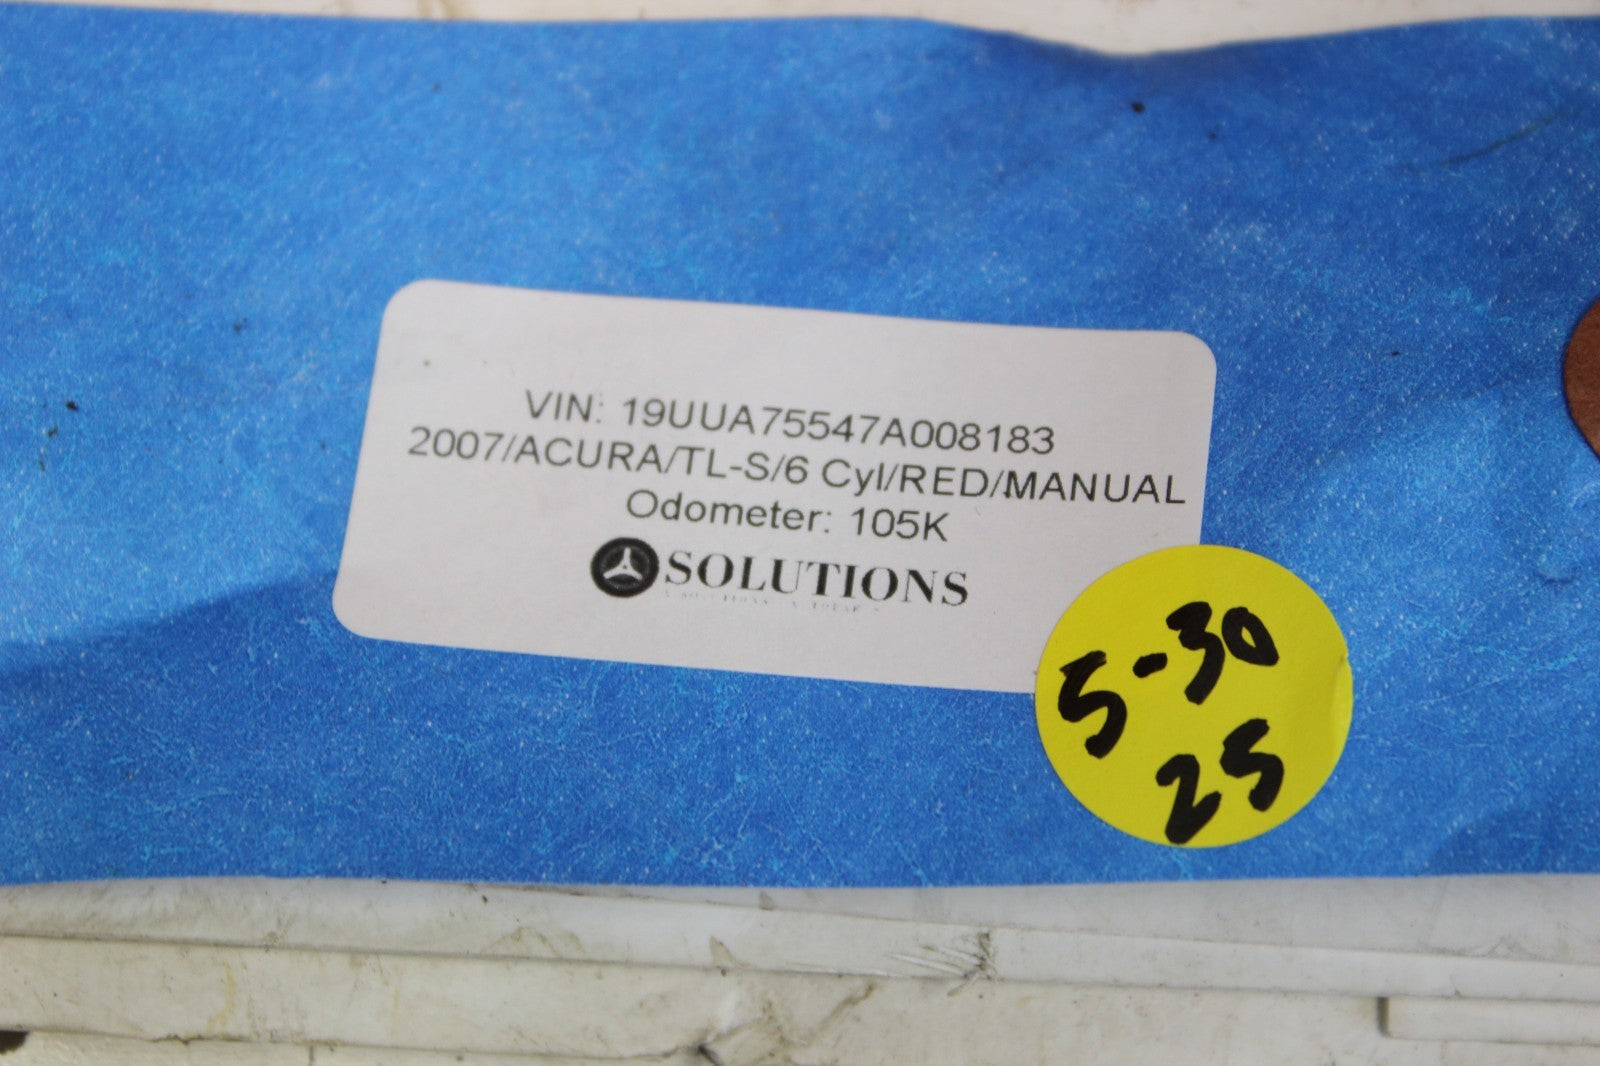 VIN: 19UUA75547A008183
2007/ACURA/TL-S/6 Cyl/RED/MANUAL
Odometer: 105K
SOLUTIONS
5-30
25